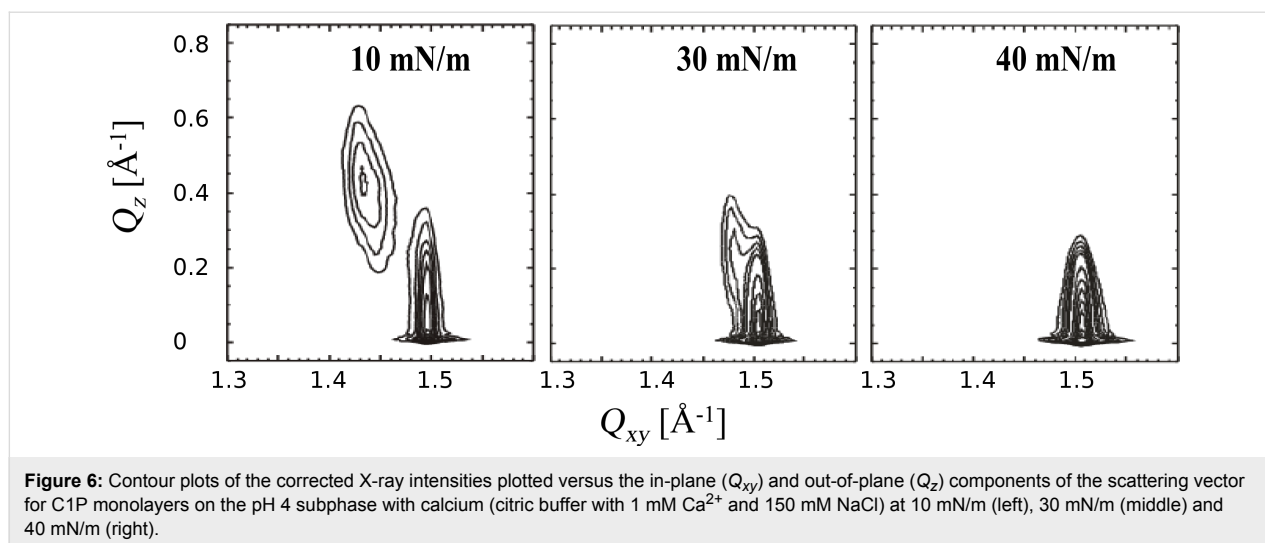 10 mN/m
30 mN/m
40 mN/m
0.8
0.6
0.4
0.2
0
Q_z [Å⁻¹]
1.3 1.4 1.5
1.3 1.4 1.5
1.3 1.4 1.5
Q_xy [Å⁻¹]
Figure 6: Contour plots of the corrected X-ray intensities plotted versus the in-plane (Q_xy) and out-of-plane (Q_z) components of the scattering vector
for C1P monolayers on the pH 4 subphase with calcium (citric buffer with 1 mM Ca²⁺ and 150 mM NaCl) at 10 mN/m (left), 30 mN/m (middle) and
40 mN/m (right).